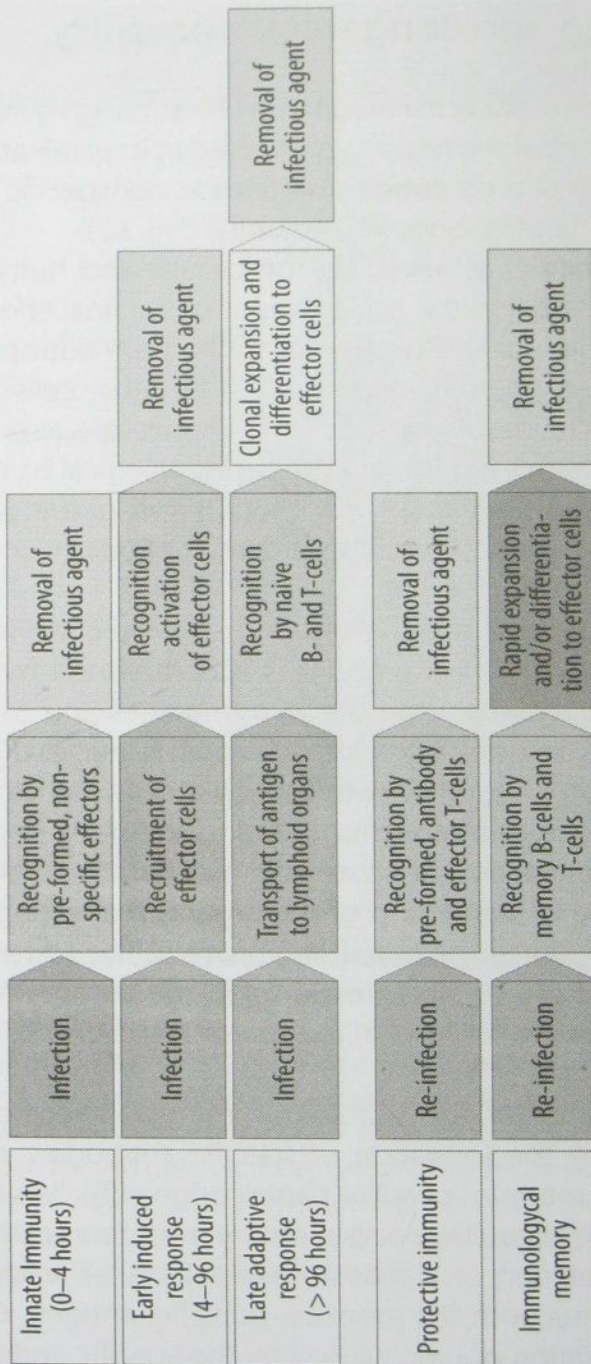 Innate Immunity
(0–4 hours)
Infection
Recognition by
pre-formed, non-
specific effectors
Removal of
infectious agent
Early induced
response
(4–96 hours)
Infection
Recruitment of
effector cells
Recognition
activation
of effector cells
Removal of
infectious agent
Late adaptive
response
(> 96 hours)
Infection
Transport of antigen
to lymphoid organs
Recognition
by naive
B- and T-cells
Clonal expansion and
differentiation to
effector cells
Removal of
infectious agent
Protective immunity
Re-infection
Recognition by
pre-formed, antibody
and effector T-cells
Removal of
infectious agent
Immunologycal
memory
Re-infection
Recognition by
memory B-cells and
T-cells
Rapid expansion
and/or differentia-
tion to effector cells
Removal of
infectious agent